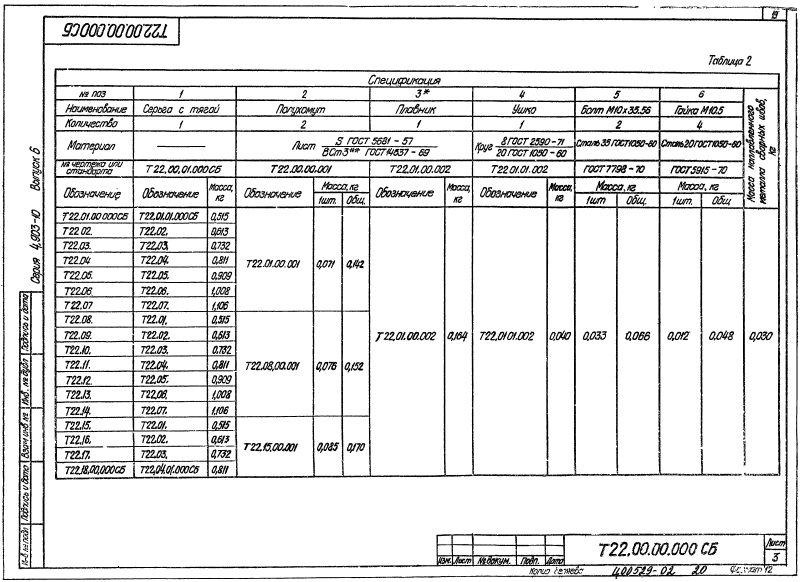 19
Т22.00.00.000СБ
Серия 4.903-10 Выпуск 6
Таблица 2
Спецификация
№ поз 1 2 3* 4 5 6 Масса наплавленного металла сварных швов, кг
Наименование Серьга с тягой Полухомут Плавник Ушко Болт М10х35.56 Гайка М10.5
Количество 1 2 1 1 2 4
Материал — Лист 5 ГОСТ 5681-57 / ВСт.3** ГОСТ 14637-69 Круг 8 ГОСТ 2590-71 / 20 ГОСТ 1050-60 Сталь 35 ГОСТ1050-60 Сталь 20 ГОСТ1050-60
№ чертежа или стандарта Т22.00.01.000СБ Т22.00.00.001 Т22.01.00.002 Т22.01.01.002 ГОСТ 7798-70 ГОСТ 5915-70
Обозначение Обозначение Масса, кг Обозначение Масса, кг Обозначение Масса, кг Обозначение Масса, кг Масса, кг Масса, кг
1шт. Общ. 1шт Общ. 1шт. Общ
Т22.01.00.000СБ Т22.01.01.000СБ 0,515
Т22.02. Т22.02. 0,613
Т22.03. Т22.03. 0,732
Т22.04 Т22.04. 0,811 Т22.01.00.001 0,071 0,142
Т22.05. Т22.05. 0,909
Т22.06. Т22.06. 1,008
Т22.07 Т22.07. 1,106
Т22.08. Т22.01. 0,515
Т22.09. Т22.02. 0,613 Т22.01.00.002 0,164 Т22.01.01.002 0,040 0,033 0,066 0,012 0,048 0,030
Т22.10. Т22.03. 0,732
Т22.11. Т22.04. 0,811 Т22.08.00.001 0,076 0,152
Т22.12. Т22.05. 0,909
Т22.13. Т22.06. 1,008
Т22.14. Т22.07. 1,106
Т22.15. Т22.01. 0,515
Т22.16. Т22.02. 0,613 Т22.15.00.001 0,085 0,170
Т22.17. Т22.03. 0,732
Т22.18.00.000СБ Т22.04.01.000СБ 0,811
Инв. № подл Подпись и дата Взам инв № Инв. № дубл Подпись и дата
Изм. Лист № докум. Подп. Дата
Т22.00.00.000 СБ
Лист
3
400529-02 20 Формат 12